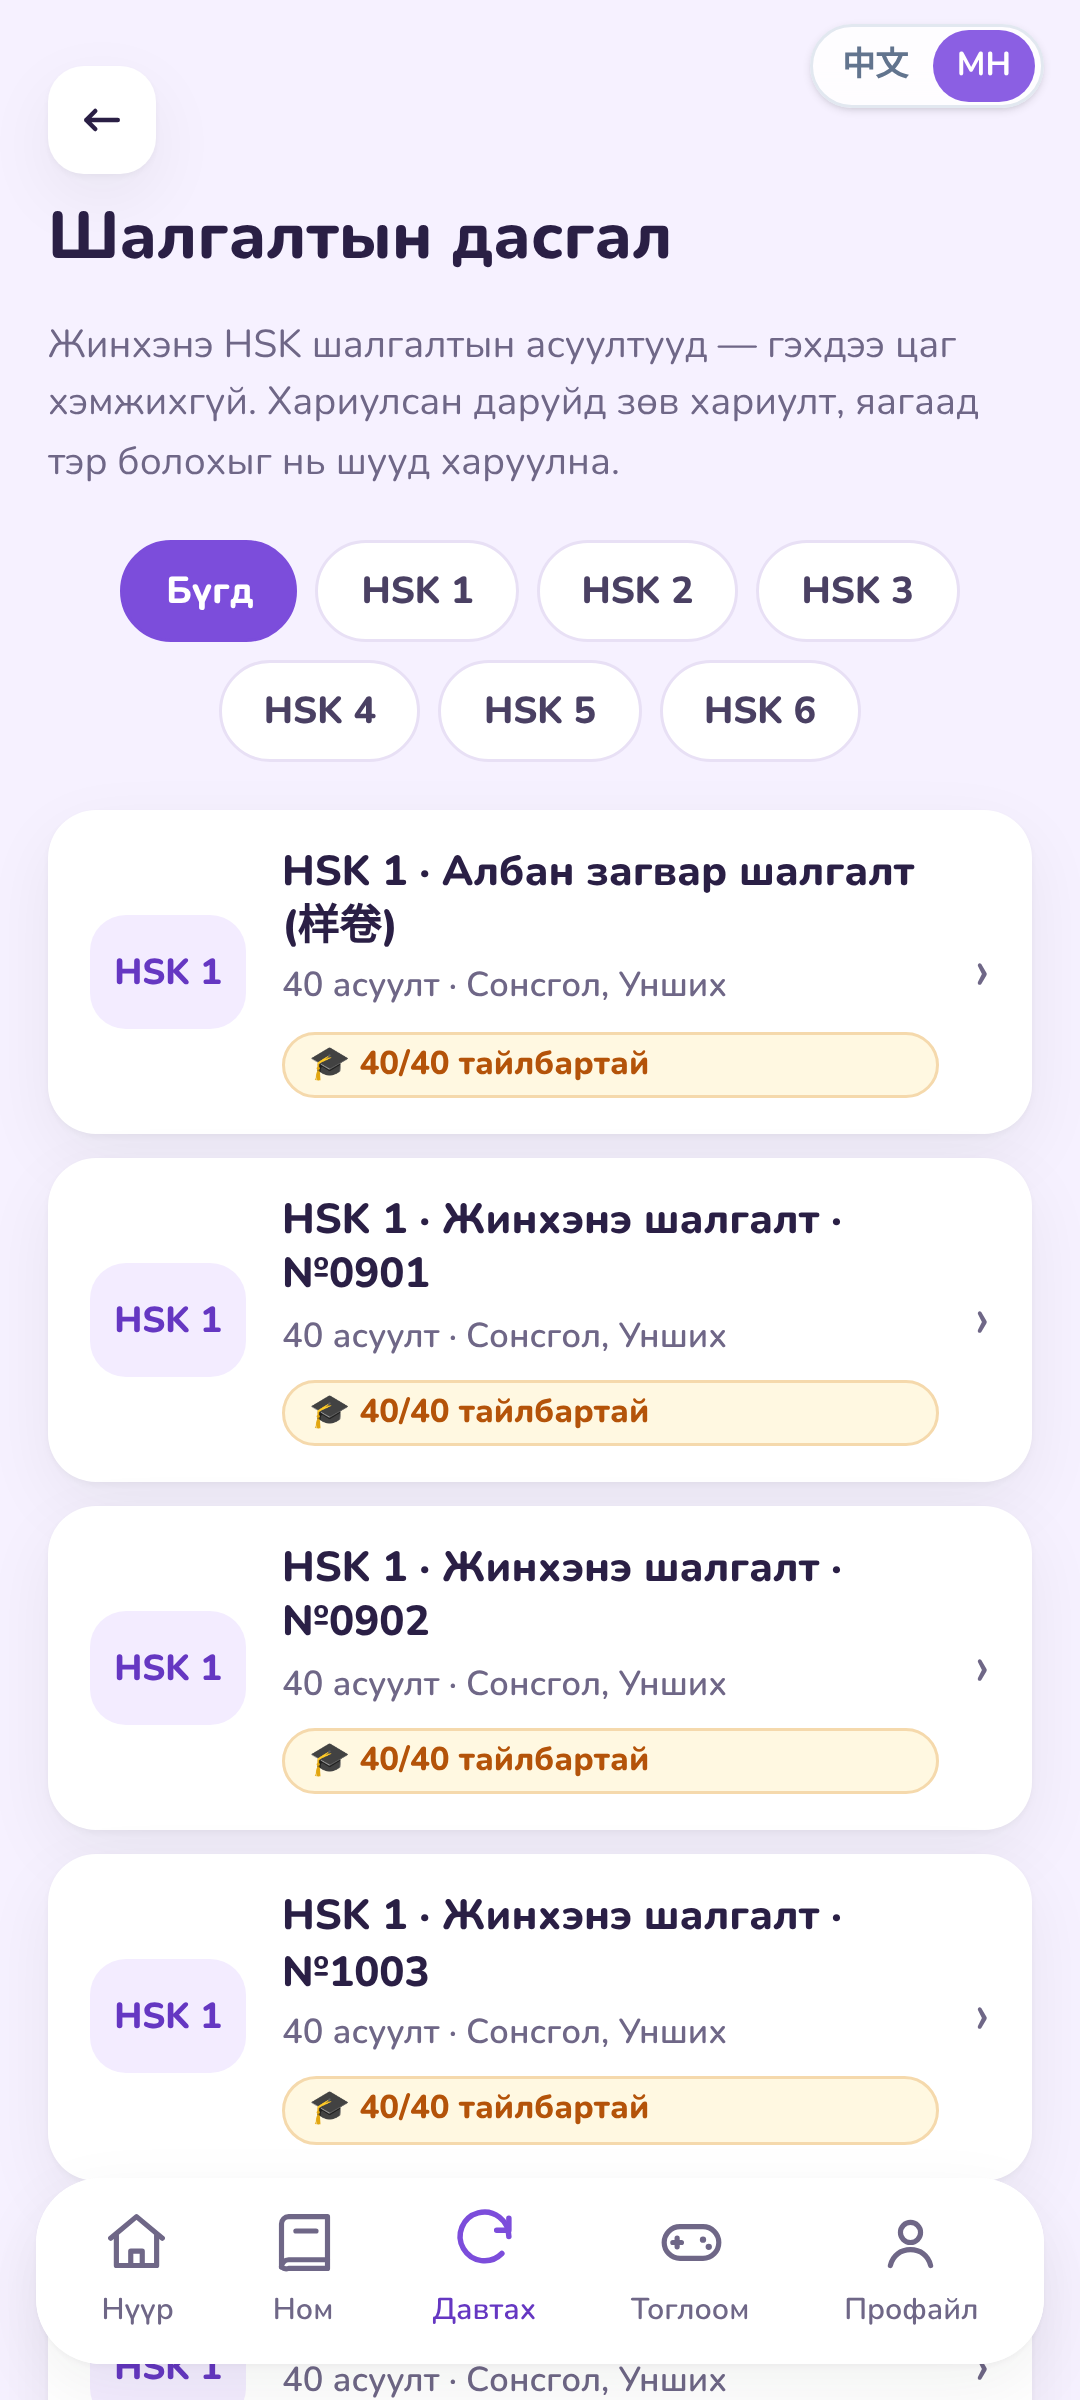 中文 MH
←
Шалгалтын дасгал
Жинхэнэ HSK шалгалтын асуултууд — гэхдээ цаг
хэмжихгүй. Хариулсан даруйд зөв хариулт, яагаад
тэр болохыг нь шууд харуулна.
Бүгд HSK 1 HSK 2 HSK 3
HSK 4 HSK 5 HSK 6
HSK 1 · Албан загвар шалгалт
(样卷)
HSK 1
40 асуулт · Сонсгол, Унших
🎓 40/40 тайлбартай
HSK 1 · Жинхэнэ шалгалт ·
№0901
HSK 1
40 асуулт · Сонсгол, Унших
🎓 40/40 тайлбартай
HSK 1 · Жинхэнэ шалгалт ·
№0902
HSK 1
40 асуулт · Сонсгол, Унших
🎓 40/40 тайлбартай
HSK 1 · Жинхэнэ шалгалт ·
№1003
HSK 1
40 асуулт · Сонсгол, Унших
🎓 40/40 тайлбартай
Нүүр Ном Давтах Тоглоом Профайл
HSK 1
40 асуулт · Сонсгол, Унших